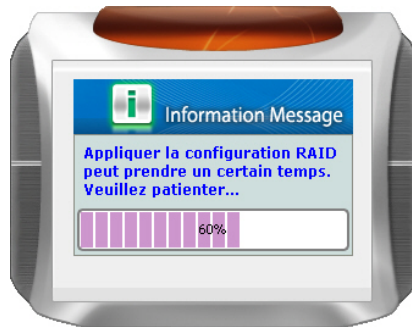 i
Information Message
Appliquer la configuration RAID
peut prendre un certain temps.
Veuillez patienter...
60%